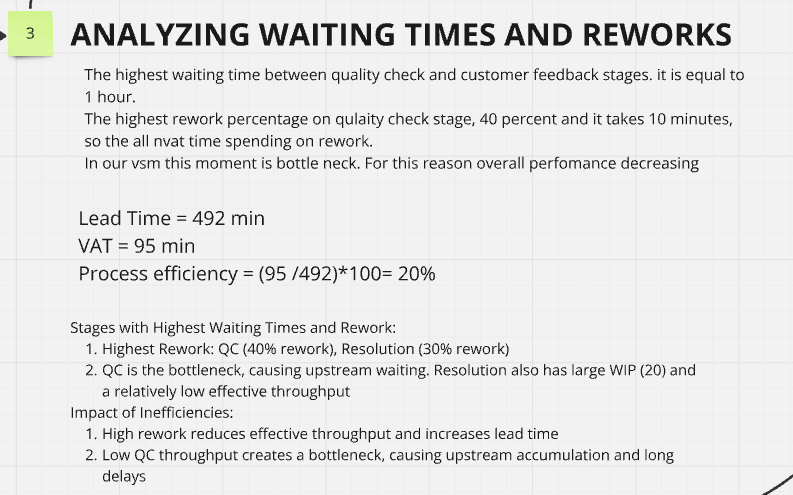 3
ANALYZING WAITING TIMES AND REWORKS
The highest waiting time between quality check and customer feedback stages. it is equal to
1 hour.
The highest rework percentage on qulaity check stage, 40 percent and it takes 10 minutes,
so the all nvat time spending on rework.
In our vsm this moment is bottle neck. For this reason overall perfomance decreasing
Lead Time = 492 min
VAT = 95 min
Process efficiency = (95 /492)*100= 20%
Stages with Highest Waiting Times and Rework:
1. Highest Rework: QC (40% rework), Resolution (30% rework)
2. QC is the bottleneck, causing upstream waiting. Resolution also has large WIP (20) and
a relatively low effective throughput
Impact of Inefficiencies:
1. High rework reduces effective throughput and increases lead time
2. Low QC throughput creates a bottleneck, causing upstream accumulation and long
delays